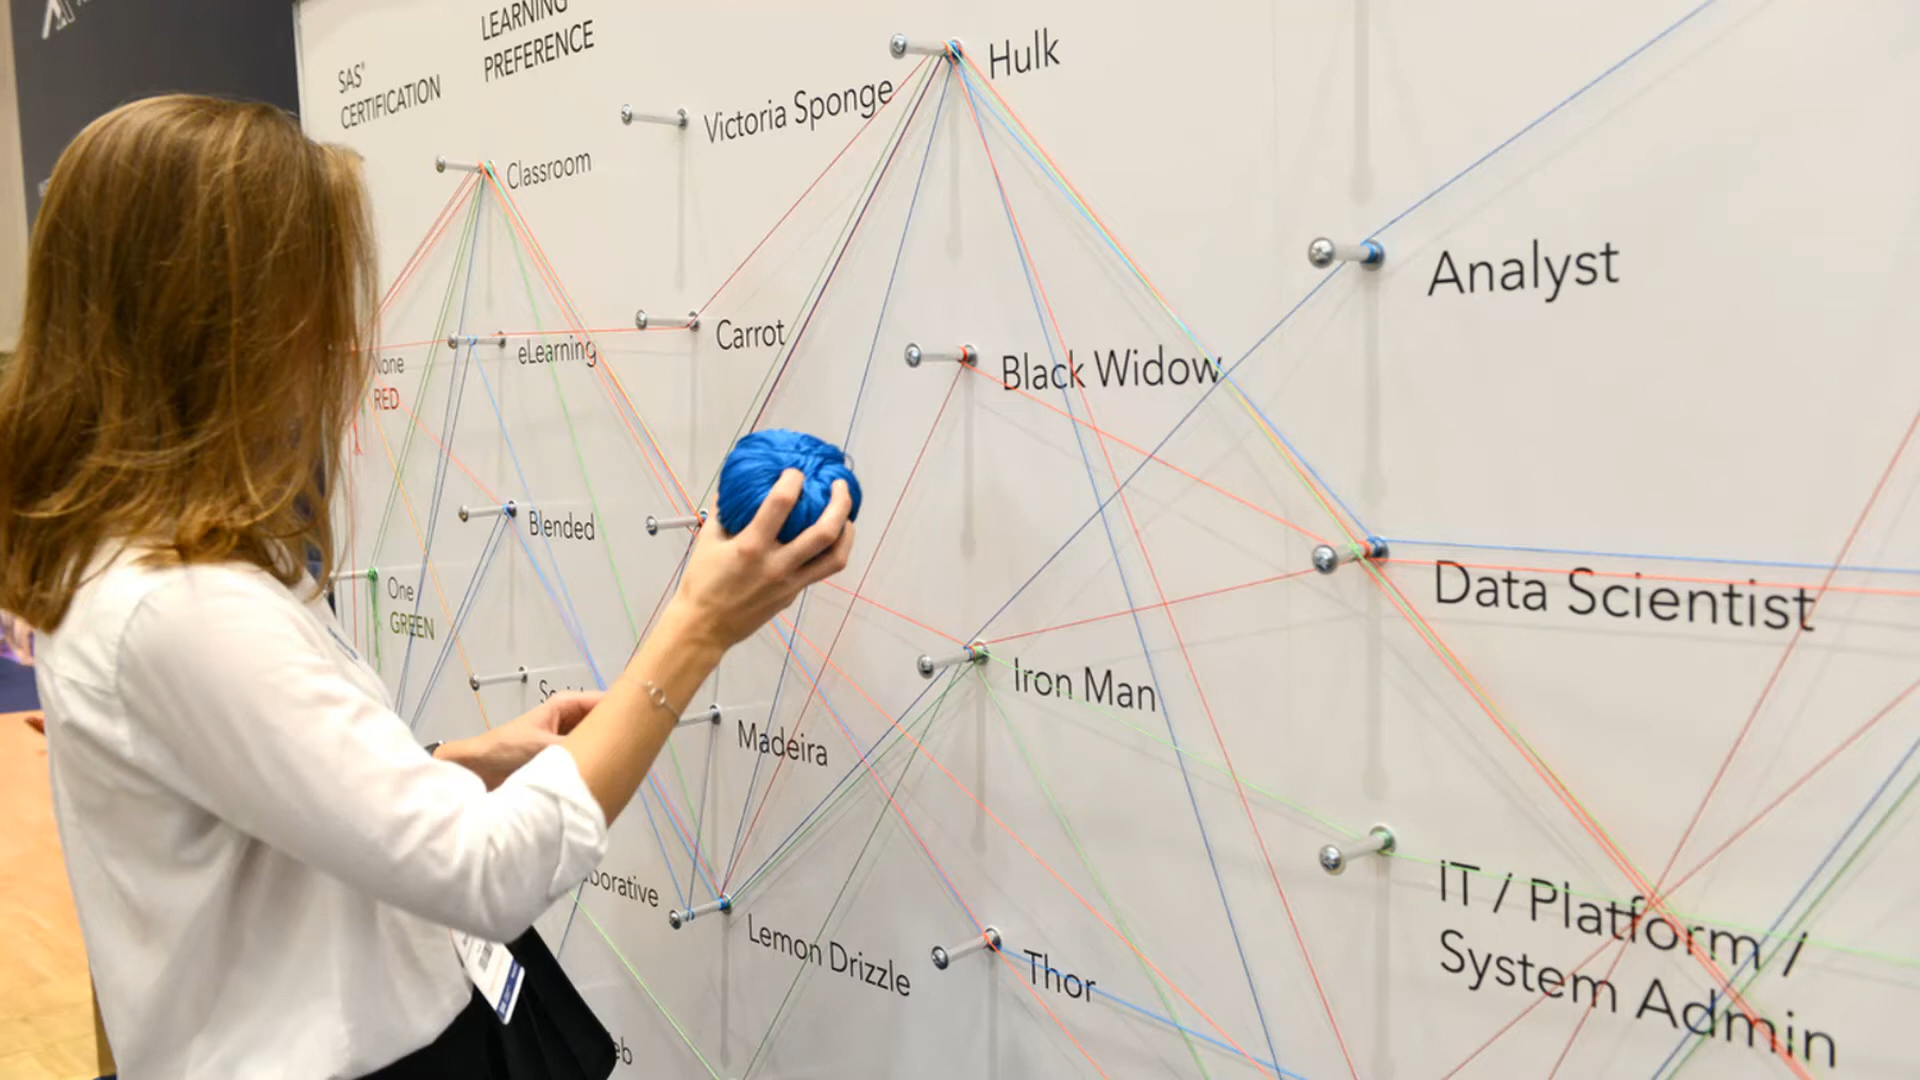 SAS®
CERTIFICATION
LEARNING
PREFERENCE
None
RED
One
GREEN
Classroom
eLearning
Blended
Victoria Sponge
Carrot
Madeira
Lemon Drizzle
Hulk
Black Widow
Iron Man
Thor
Analyst
Data Scientist
IT / Platform /
System Admin